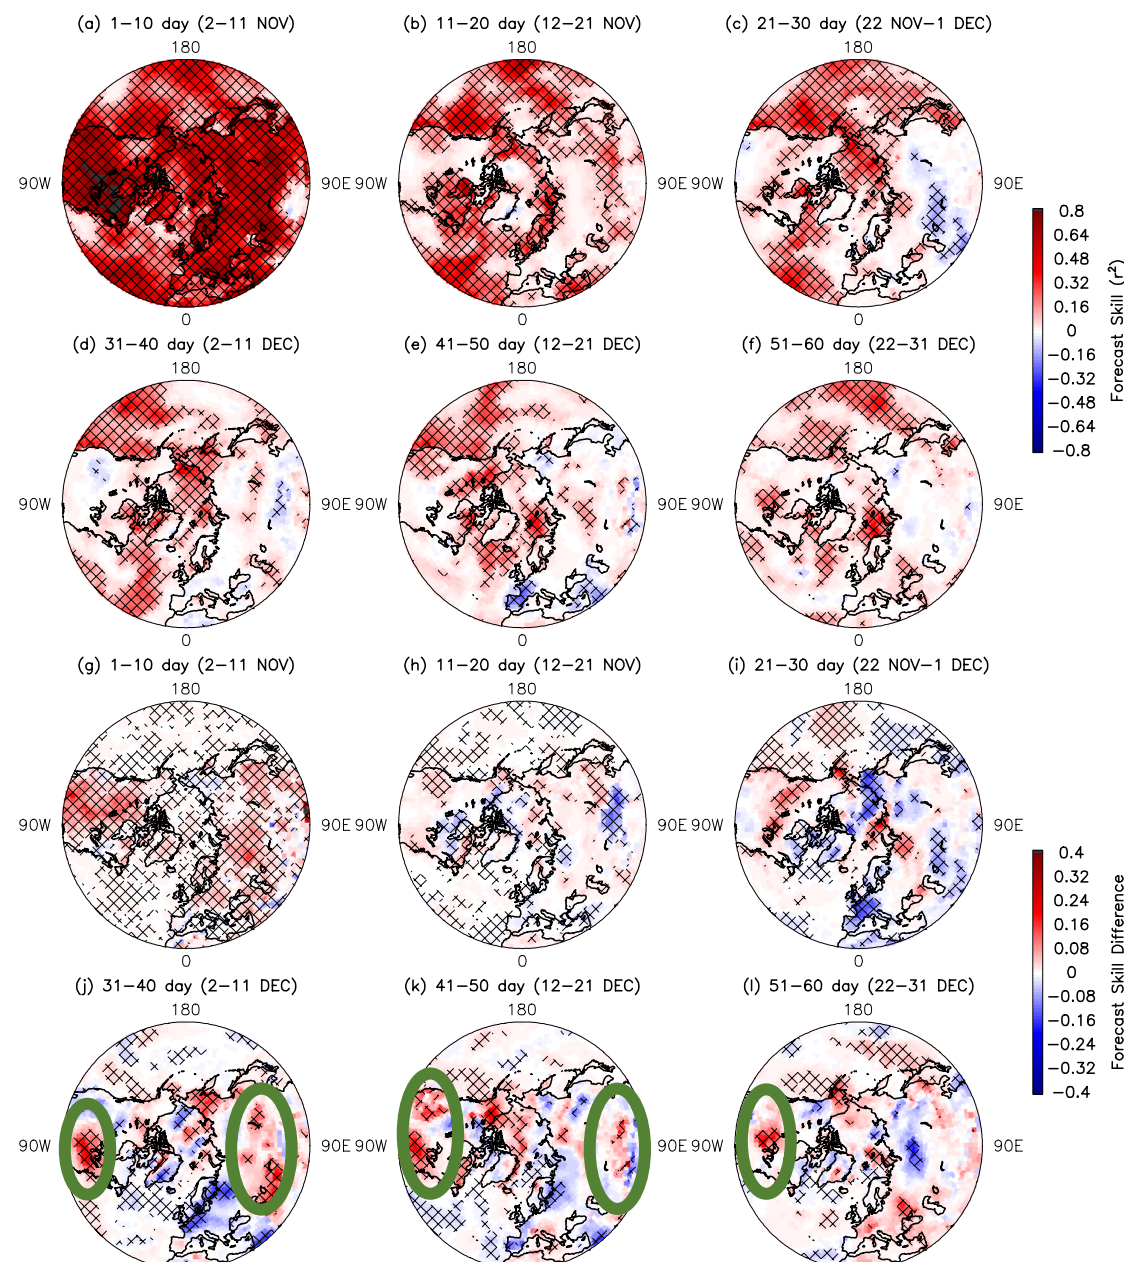 (a) 1−10 day (2−11 NOV)
(b) 11−20 day (12−21 NOV)
(c) 21−30 day (22 NOV−1 DEC)
180
180
180
90W
90E
90W
90E
90W
90E
0
0
0
0.8
0.64
0.48
0.32
0.16
0
−0.16
−0.32
−0.48
−0.64
−0.8
Forecast Skill (r²)
(d) 31−40 day (2−11 DEC)
(e) 41−50 day (12−21 DEC)
(f) 51−60 day (22−31 DEC)
180
180
180
90W
90E
90W
90E
90W
90E
0
0
0
(g) 1−10 day (2−11 NOV)
(h) 11−20 day (12−21 NOV)
(i) 21−30 day (22 NOV−1 DEC)
180
180
180
90W
90E
90W
90E
90W
90E
0
0
0
0.4
0.32
0.24
0.16
0.08
0
−0.08
−0.16
−0.24
−0.32
−0.4
Forecast Skill Difference
(j) 31−40 day (2−11 DEC)
(k) 41−50 day (12−21 DEC)
(l) 51−60 day (22−31 DEC)
180
180
180
90W
90E
90W
90E
90W
90E